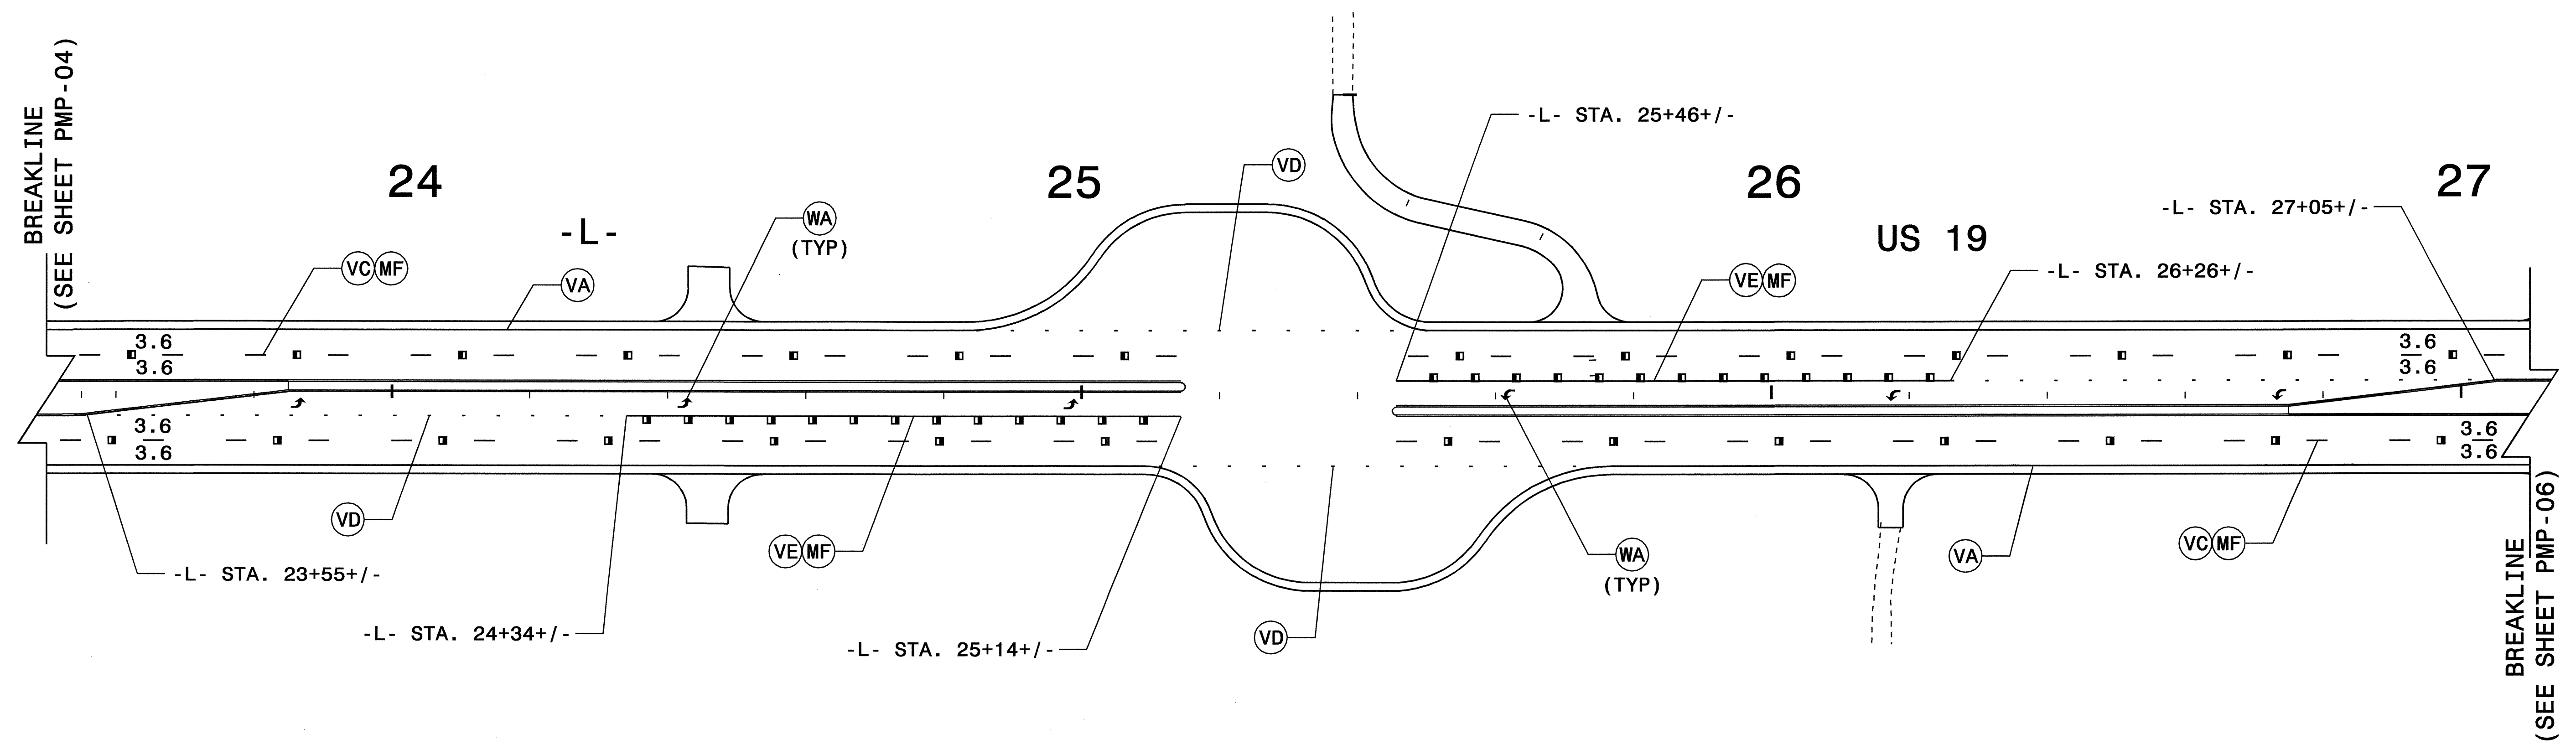 BREAKLINE
(SEE SHEET PMP-04)
24
25
26
27
-L- STA. 25+46+/-
VD
-L- STA. 27+05+/-
WA
(TYP)
-L-
US 19
VC MF
VA
VE MF
-L- STA. 26+26+/-
3.6
3.6
3.6
3.6
3.6
3.6
3.6
3.6
VD
VE MF
WA
(TYP)
VA
VC MF
-L- STA. 23+55+/-
-L- STA. 24+34+/-
-L- STA. 25+14+/-
VD
BREAKLINE
(SEE SHEET PMP-06)